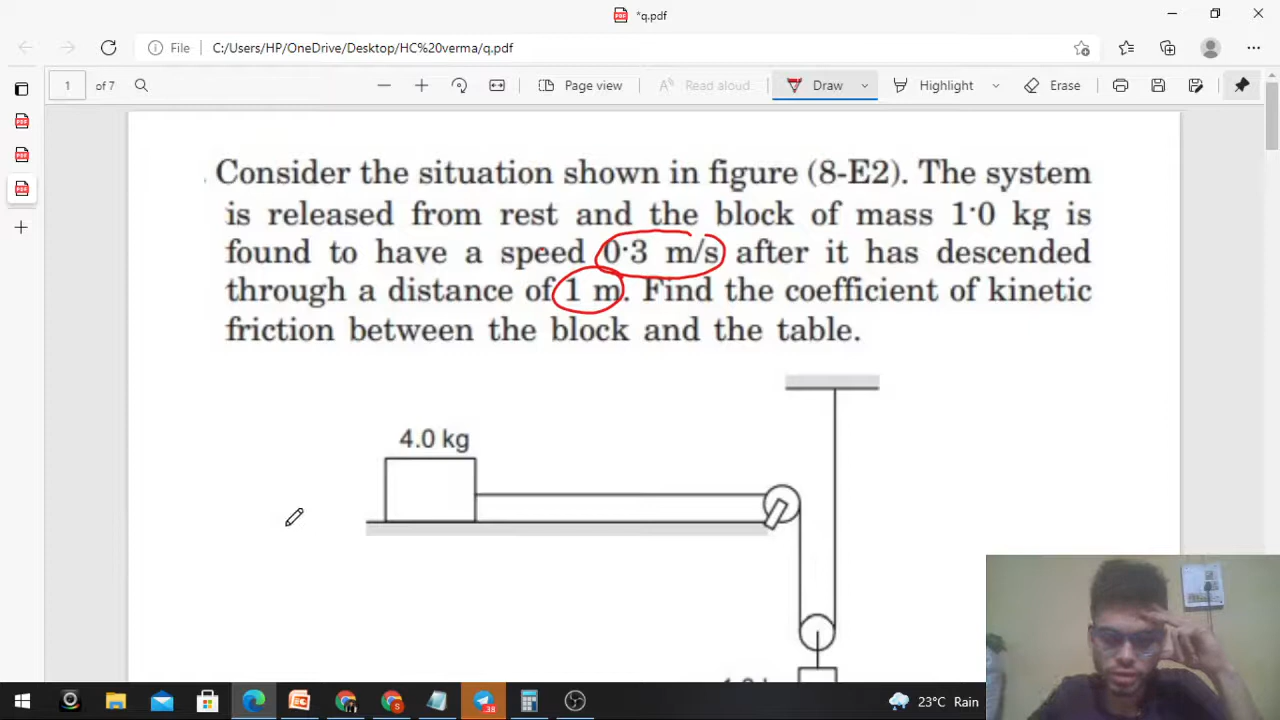 *q.pdf
File C:/Users/HP/OneDrive/Desktop/HC%20verma/q.pdf
1 of 7 Page view Read aloud Draw Highlight Erase
Consider the situation shown in figure (8-E2). The system
is released from rest and the block of mass 1·0 kg is
found to have a speed 0·3 m/s after it has descended
through a distance of 1 m. Find the coefficient of kinetic
friction between the block and the table.
4.0 kg
38
23°C Rain